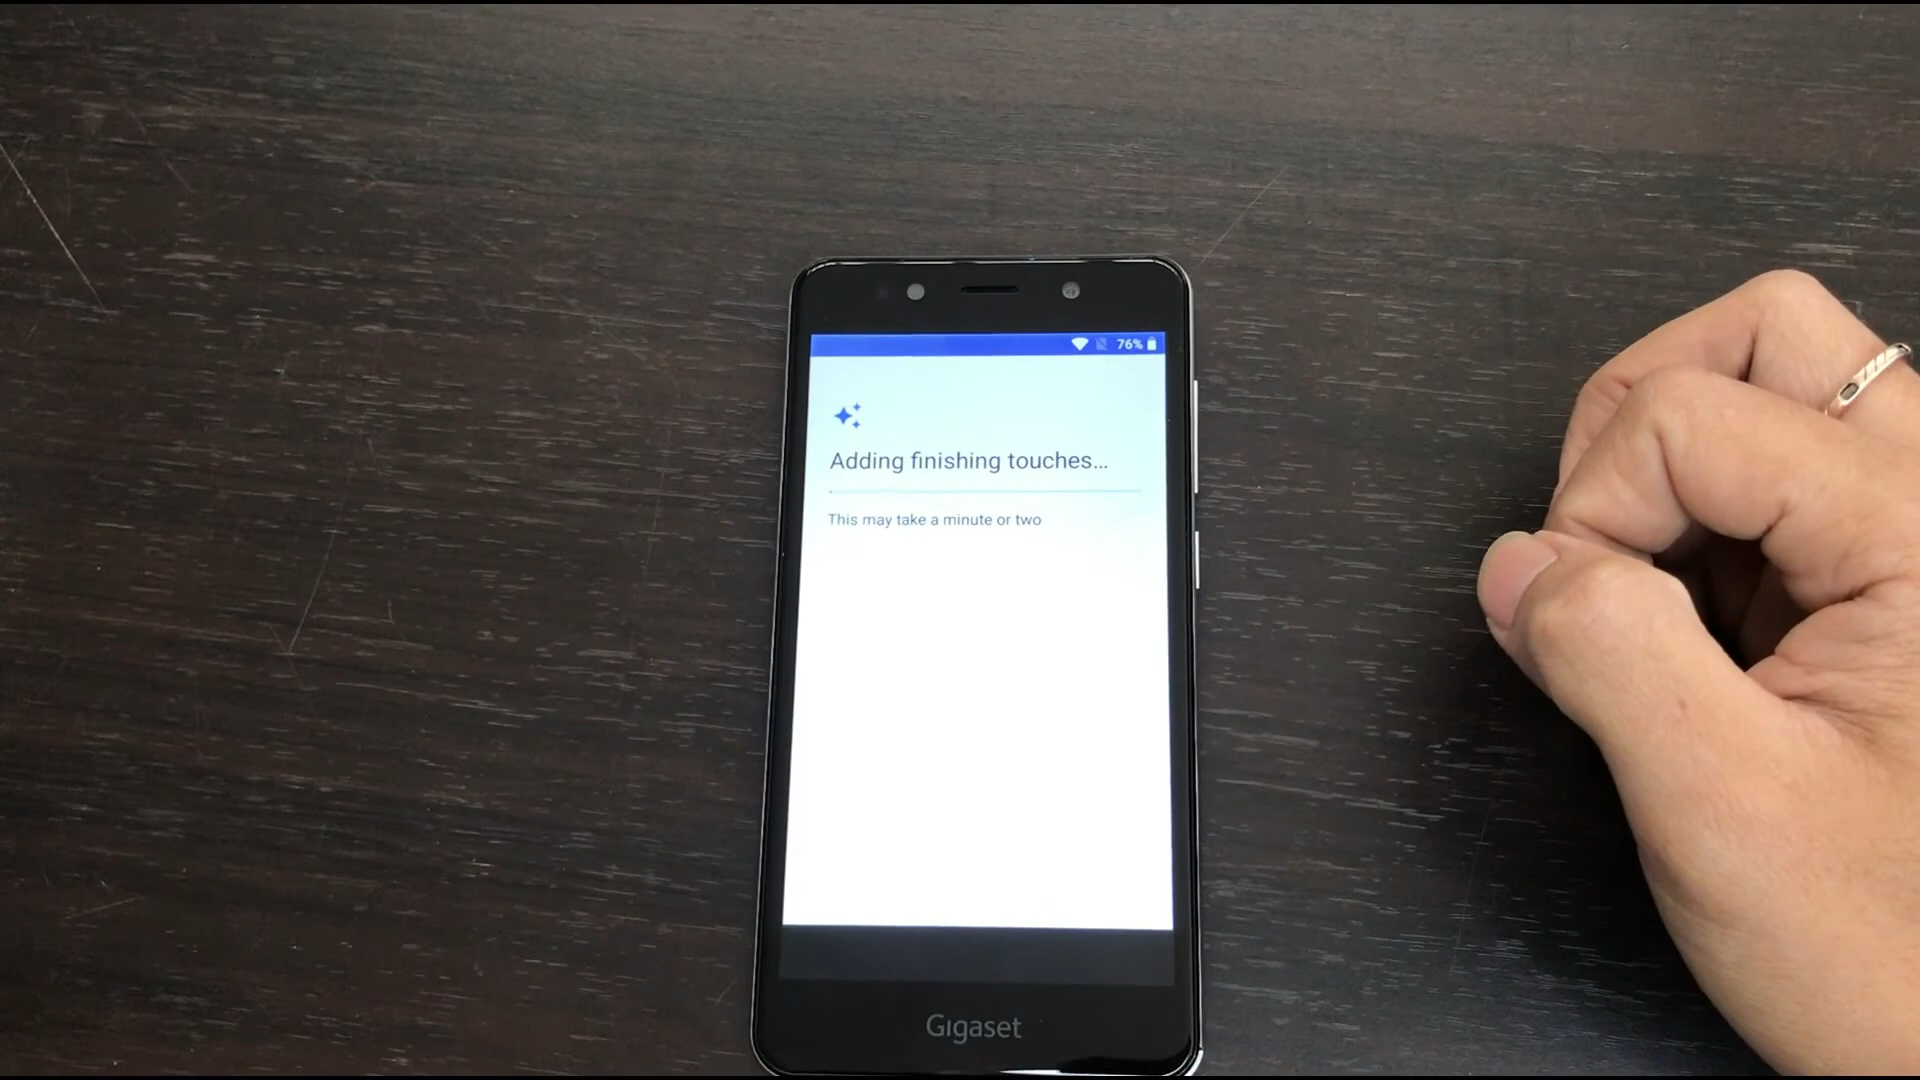 76%
Adding finishing touches...
This may take a minute or two
Gigaset